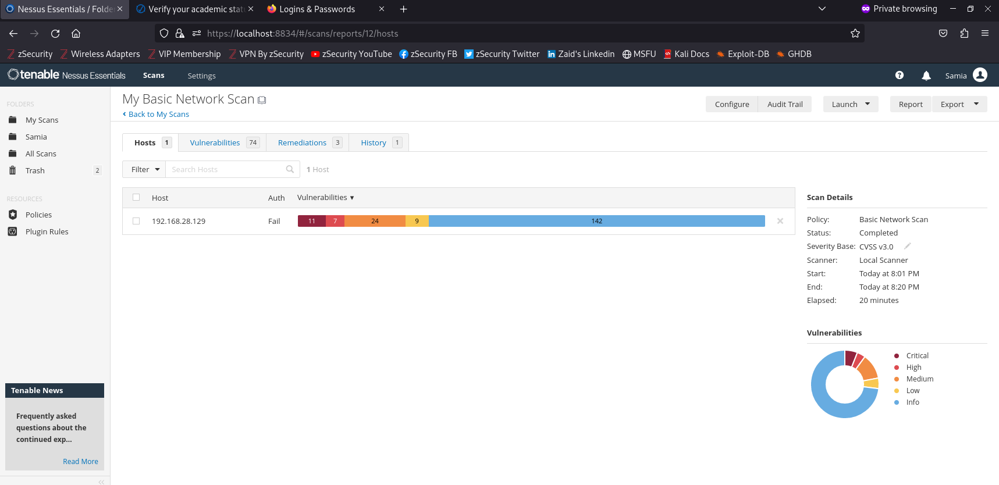 Nessus Essentials / Folde
Verify your academic stat
Logins & Passwords
Private browsing
https://localhost:8834/#/scans/reports/12/hosts
zSecurity
Wireless Adapters
VIP Membership
VPN By zSecurity
zSecurity YouTube
zSecurity FB
zSecurity Twitter
Zaid's Linkedin
MSFU
Kali Docs
Exploit-DB
GHDB
tenable Nessus Essentials
Scans
Settings
Samia
FOLDERS
My Scans
Samia
All Scans
Trash 2
RESOURCES
Policies
Plugin Rules
Tenable News
Frequently asked
questions about the
continued exp...
Read More
My Basic Network Scan
Back to My Scans
Configure
Audit Trail
Launch
Report
Export
Hosts 1
Vulnerabilities 74
Remediations 3
History 1
Filter
Search Hosts
1 Host
Host Auth Vulnerabilities
192.168.28.129 Fail 11 7 24 9 142
Scan Details
Policy: Basic Network Scan
Status: Completed
Severity Base: CVSS v3.0
Scanner: Local Scanner
Start: Today at 8:01 PM
End: Today at 8:20 PM
Elapsed: 20 minutes
Vulnerabilities
Critical
High
Medium
Low
Info